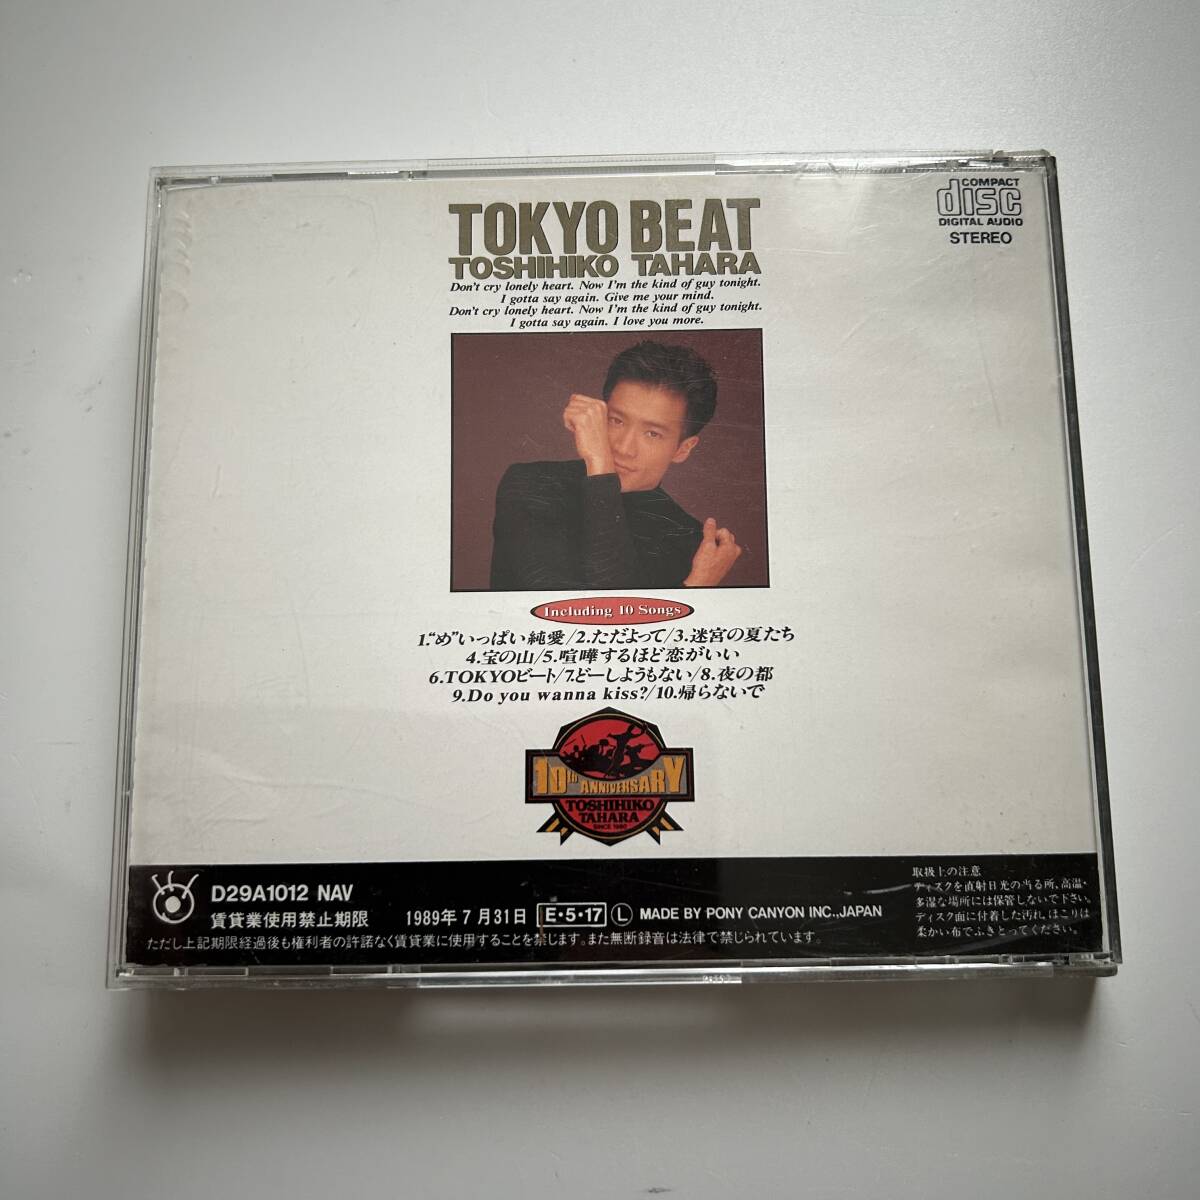 TOKYO BEAT
TOSHIHIKO TAHARA
Don't cry lonely heart. Now I'm the kind of guy tonight.
I gotta say again. Give me your mind.
Don't cry lonely heart. Now I'm the kind of guy tonight.
I gotta say again. I love you more.
COMPACT
disc
DIGITAL AUDIO
STEREO
Including 10 Songs
1.“め”いっぱい純愛/2.ただよって/3.迷宮の夏たち
4.宝の山/5.喧嘩するほど恋がいい
6.TOKYOビート/7.どーしようもない/8.夜の都
9.Do you wanna kiss?/10.帰らないで
10th ANNIVERSARY
TOSHIHIKO
TAHARA
SINCE 1980
D29A1012 NAV
賃貸業使用禁止期限 1989年7月31日 E・5・17 L MADE BY PONY CANYON INC.,JAPAN
ただし上記期限経過後も権利者の許諾なく賃貸業に使用することを禁じます。また無断録音は法律で禁じられています。
取扱上の注意
ディスクを直射日光の当る所、高温・
多湿な場所には保管しないで下さい。
ディスク面に付着した汚れ、ほこりは
柔かい布でふきとってください。